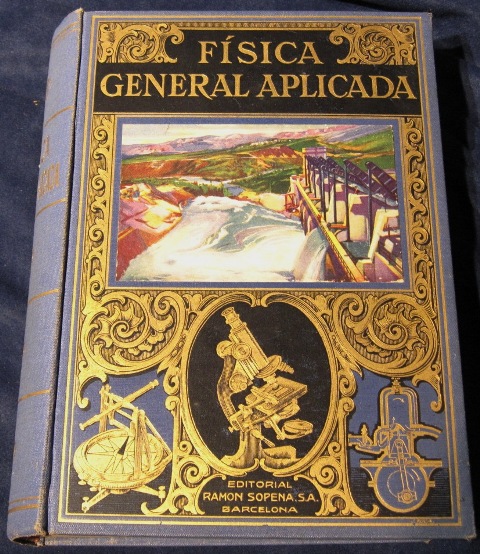 FÍSICA
GENERAL APLICADA
EDITORIAL
RAMON SOPENA, S.A.
BARCELONA